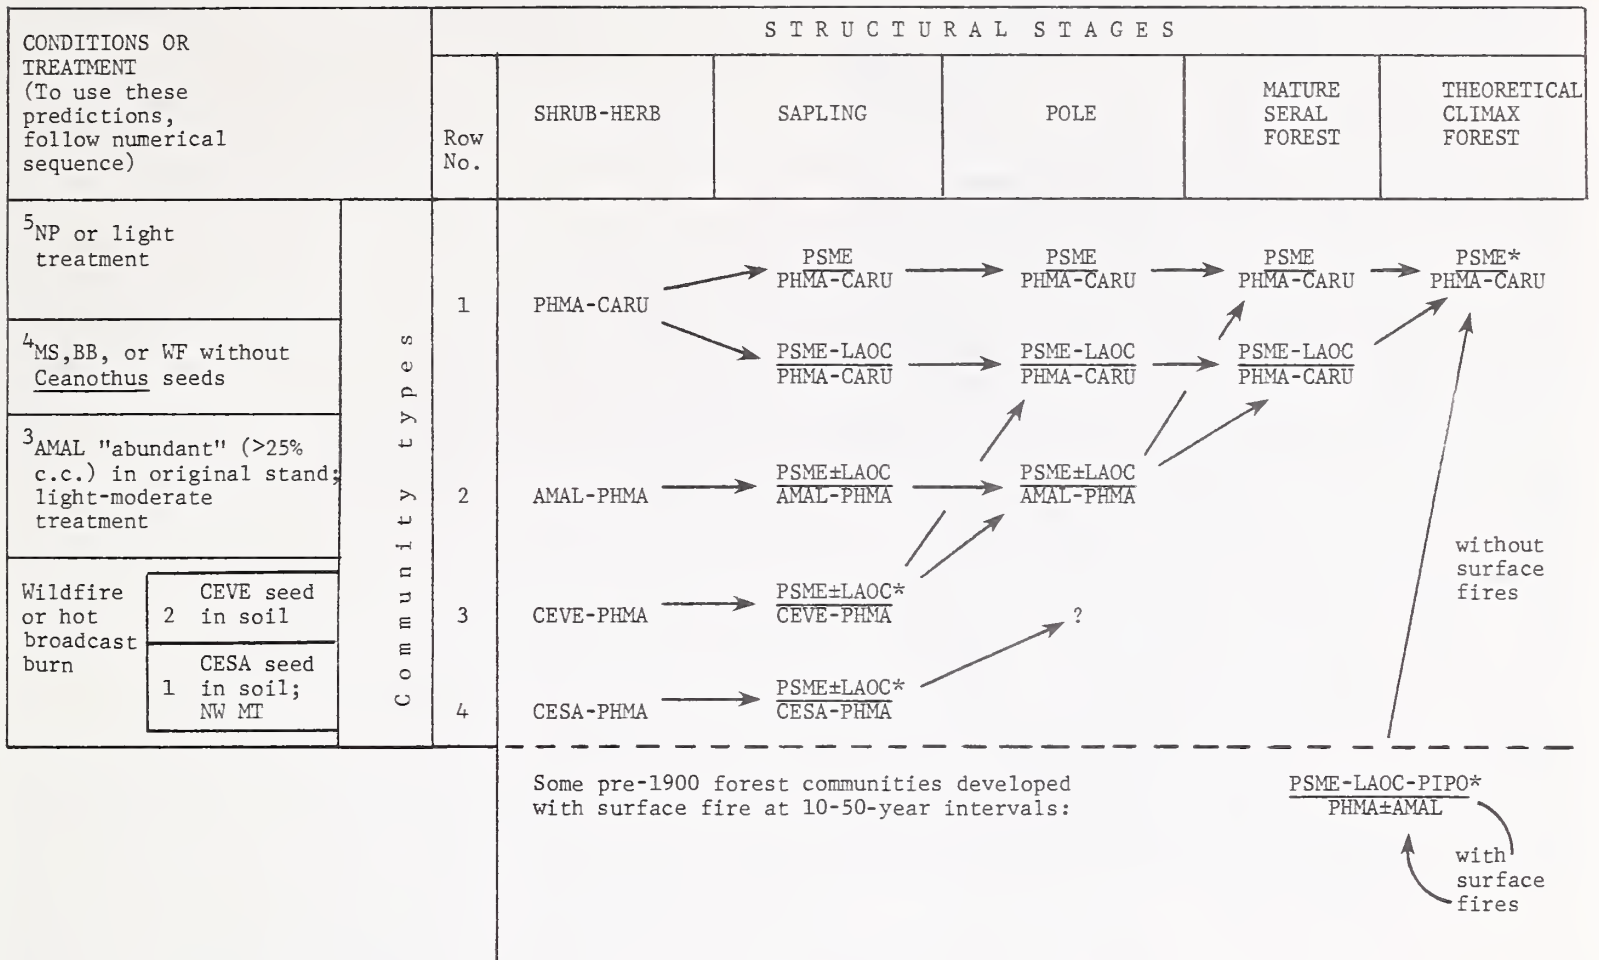 CONDITIONS OR
TREATMENT
(To use these
predictions,
follow numerical
sequence)
Row
No.
STRUCTURAL STAGES
SHRUB-HERB
SAPLING
POLE
MATURE
SERAL
FOREST
THEORETICAL
CLIMAX
FOREST
5NP or light
treatment
4MS,BB, or WF without
Ceanothus seeds
3AMAL "abundant" (>25%
c.c.) in original stand;
light-moderate
treatment
Wildfire
or hot
broadcast
burn
2
CEVE seed
in soil
1
CESA seed
in soil;
NW MT
Community types
1
PHMA-CARU
PSME
PHMA-CARU
PSME
PHMA-CARU
PSME
PHMA-CARU
PSME*
PHMA-CARU
PSME-LAOC
PHMA-CARU
PSME-LAOC
PHMA-CARU
PSME-LAOC
PHMA-CARU
2
AMAL-PHMA
PSME±LAOC
AMAL-PHMA
PSME±LAOC
AMAL-PHMA
3
CEVE-PHMA
PSME±LAOC*
CEVE-PHMA
?
4
CESA-PHMA
PSME±LAOC*
CESA-PHMA
without
surface
fires
Some pre-1900 forest communities developed
with surface fire at 10-50-year intervals:
PSME-LAOC-PIPO*
PHMA±AMAL
with
surface
fires